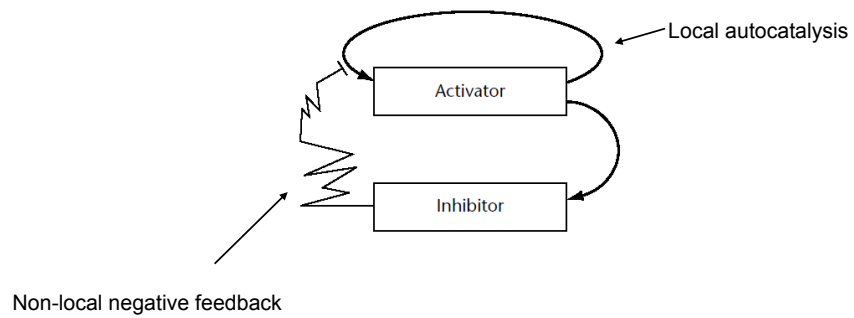 Local autocatalysis
Activator
Inhibitor
Non-local negative feedback